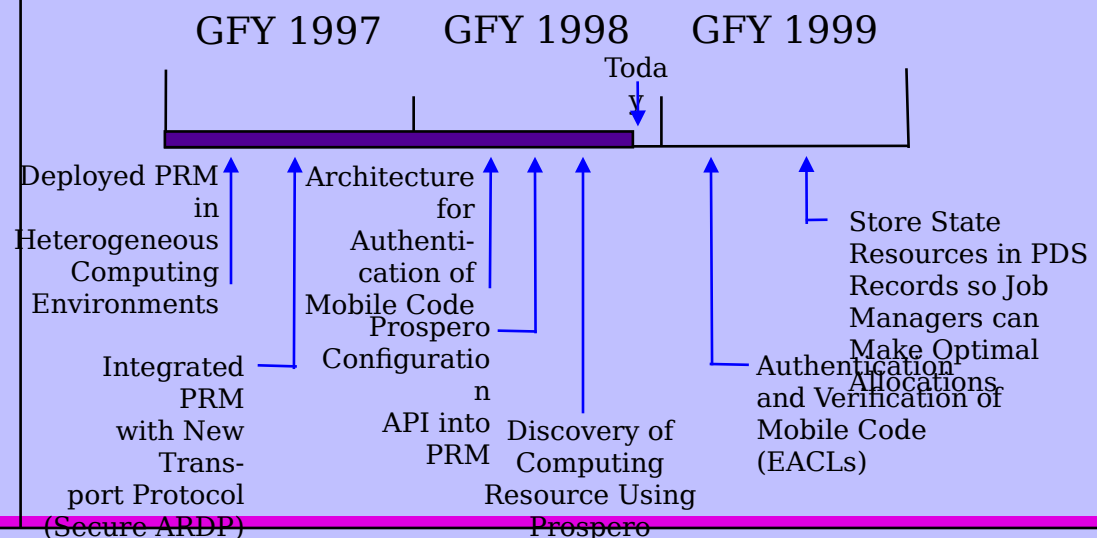 GFY 1997 GFY 1998 GFY 1999
Toda
y
Deployed PRM
in
Heterogeneous
Computing
Environments
Integrated
PRM
with New
Trans-
port Protocol
(Secure ARDP)
Architecture
for
Authenti-
cation of
Mobile Code
Prospero
Configuratio
n
API into
PRM
Discovery of
Computing
Resource Using
Prospero
Authentication
and Verification of
Mobile Code
(EACLs)
Store State
Resources in PDS
Records so Job
Managers can
Make Optimal
Allocations